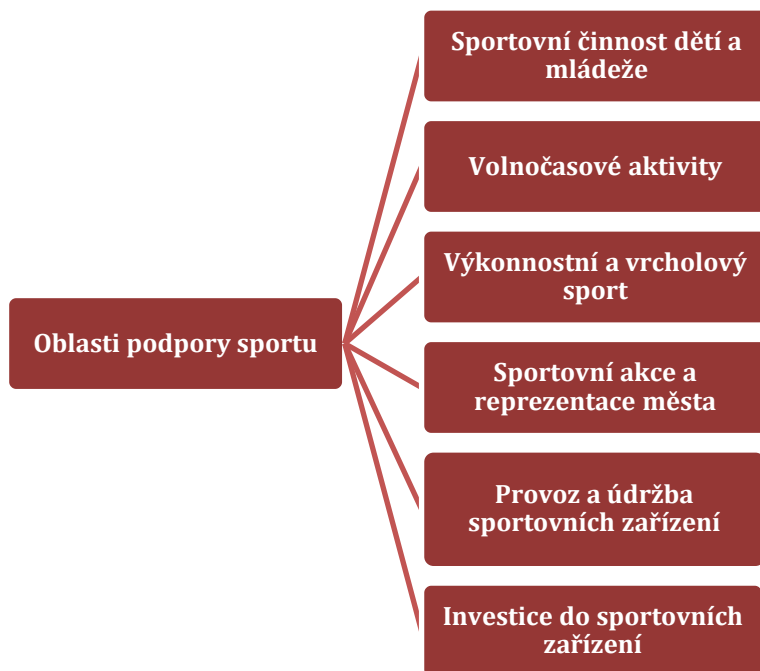 Sportovní činnost dětí a
mládeže
Volnočasové aktivity
Výkonnostní a vrcholový
sport
Oblasti podpory sportu
Sportovní akce a
reprezentace města
Provoz a údržba
sportovních zařízení
Investice do sportovních
zařízení